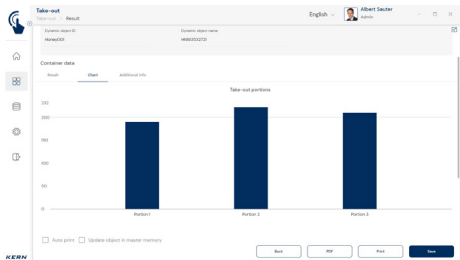 Take-out
Take-out > Result
English
Albert Sauter
Admin
Dynamic object ID
Honey001
Dynamic object name
Container data
Result
Chart
Additional info
Take-out portions
232
200
150
100
50
0
Portion 1
Portion 2
Portion 3
Auto print
Update object in master memory
Back
PDF
Print
Save
KERN